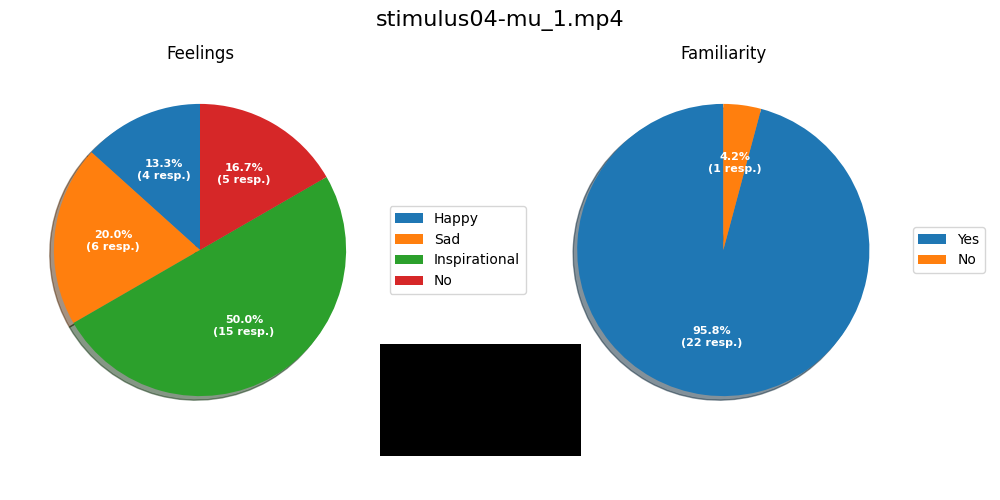 stimulus04-mu_1.mp4
Feelings
13.3%
(4 resp.)
16.7%
(5 resp.)
20.0%
(6 resp.)
50.0%
(15 resp.)
Happy
Sad
Inspirational
No
Familiarity
4.2%
(1 resp.)
95.8%
(22 resp.)
Yes
No